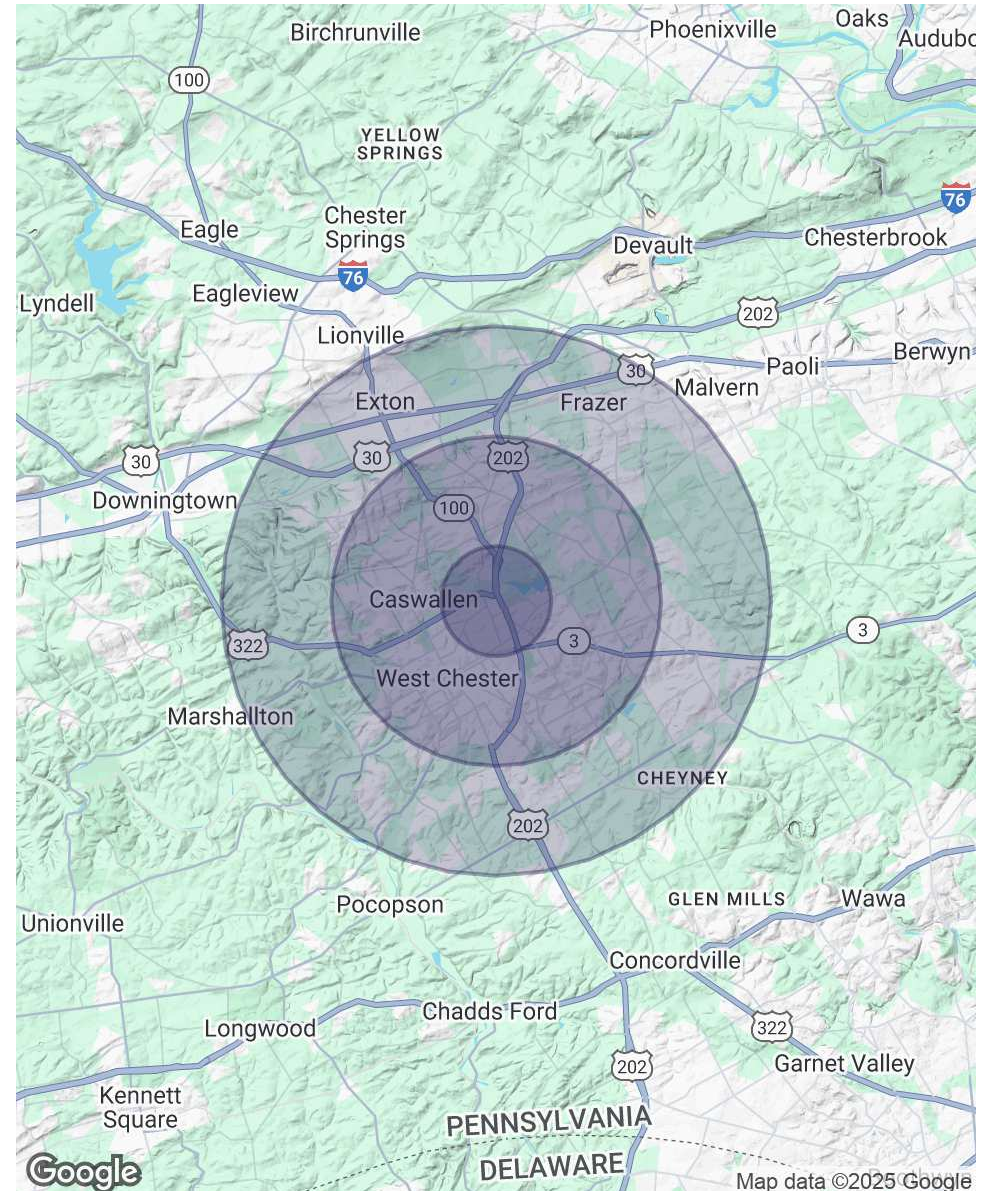 Birchrunville
Phoenixville
Oaks
Audubo
100
YELLOW
SPRINGS
76
Chester
Springs
Eagle
Devault
Chesterbrook
76
Lyndell
Eagleview
202
Lionville
Berwyn
Paoli
30
Malvern
Exton
Frazer
30
30
202
Downingtown
100
Caswallen
3
3
322
West Chester
Marshallton
CHEYNEY
202
Pocopson
GLEN MILLS
Wawa
Unionville
Concordville
Chadds Ford
Longwood
322
202
Garnet Valley
Kennett
Square
PENNSYLVANIA
DELAWARE
Google
Map data ©2025 Google